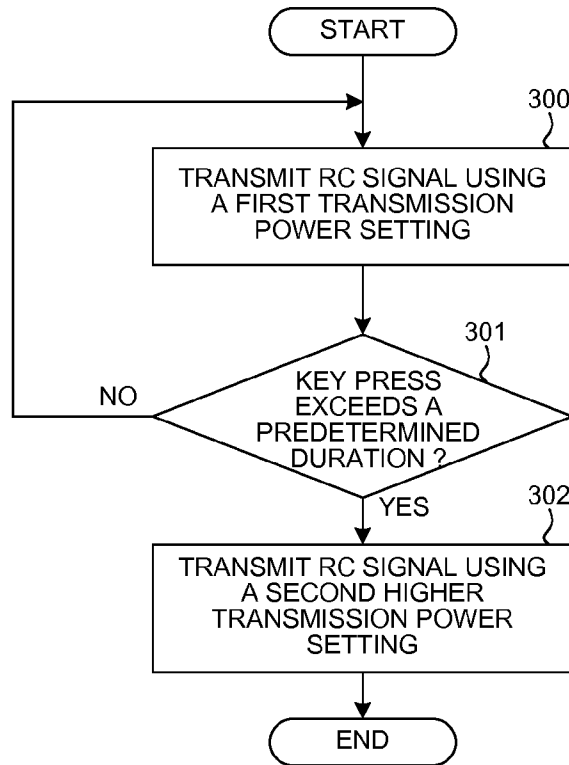 START
300
TRANSMIT RC SIGNAL USING
A FIRST TRANSMISSION
POWER SETTING
301
KEY PRESS
EXCEEDS A
PREDETERMINED
DURATION ?
NO
YES
302
TRANSMIT RC SIGNAL USING
A SECOND HIGHER
TRANSMISSION POWER
SETTING
END